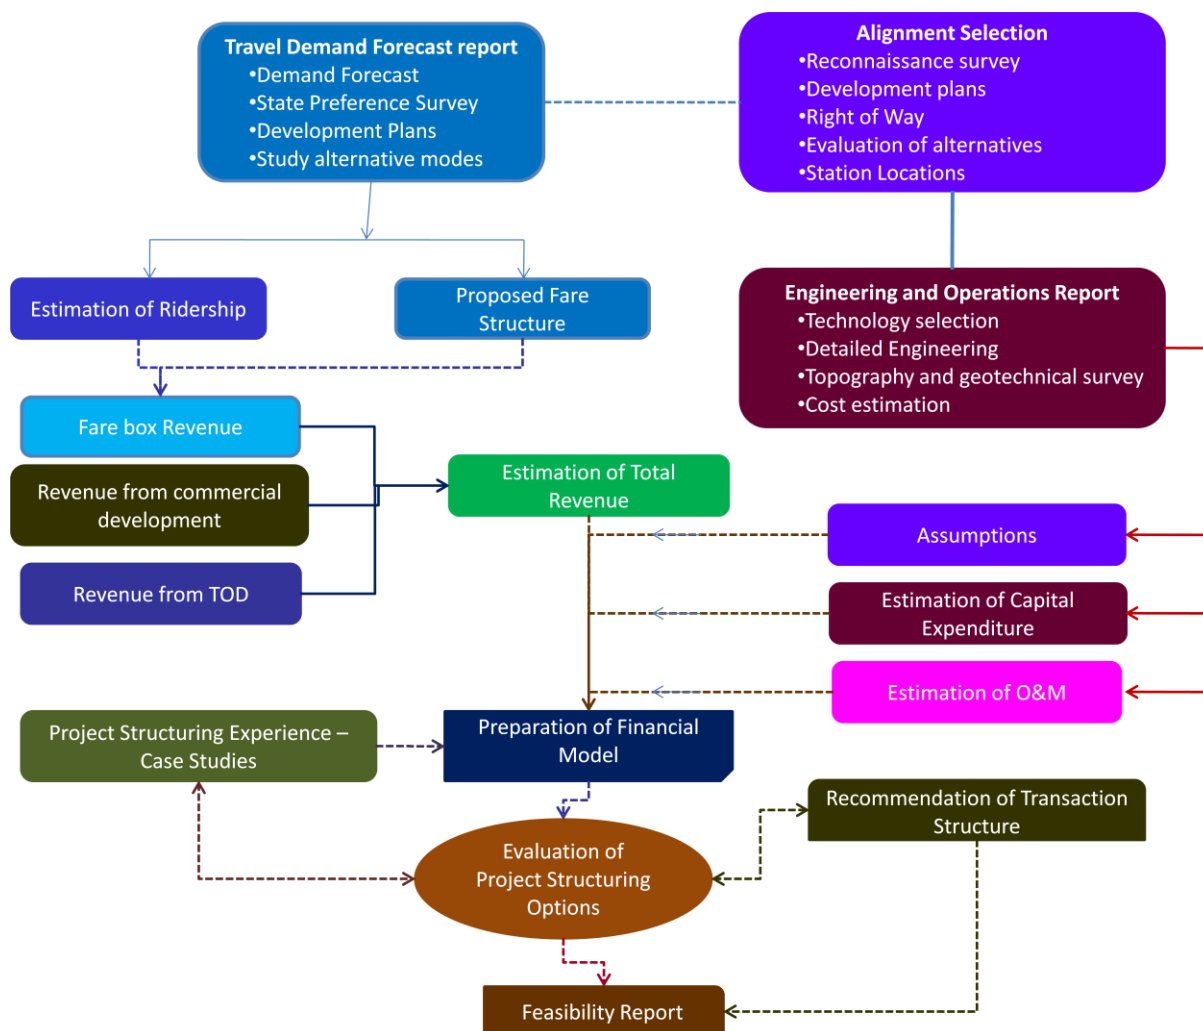 Travel Demand Forecast report
•Demand Forecast
•State Preference Survey
•Development Plans
•Study alternative modes
Alignment Selection
•Reconnaissance survey
•Development plans
•Right of Way
•Evaluation of alternatives
•Station Locations
Estimation of Ridership
Proposed Fare
Structure
Engineering and Operations Report
•Technology selection
•Detailed Engineering
•Topography and geotechnical survey
•Cost estimation
Fare box Revenue
Revenue from commercial
development
Revenue from TOD
Estimation of Total
Revenue
Assumptions
Estimation of Capital
Expenditure
Estimation of O&M
Project Structuring Experience –
Case Studies
Preparation of Financial
Model
Recommendation of Transaction
Structure
Evaluation of
Project Structuring
Options
Feasibility Report